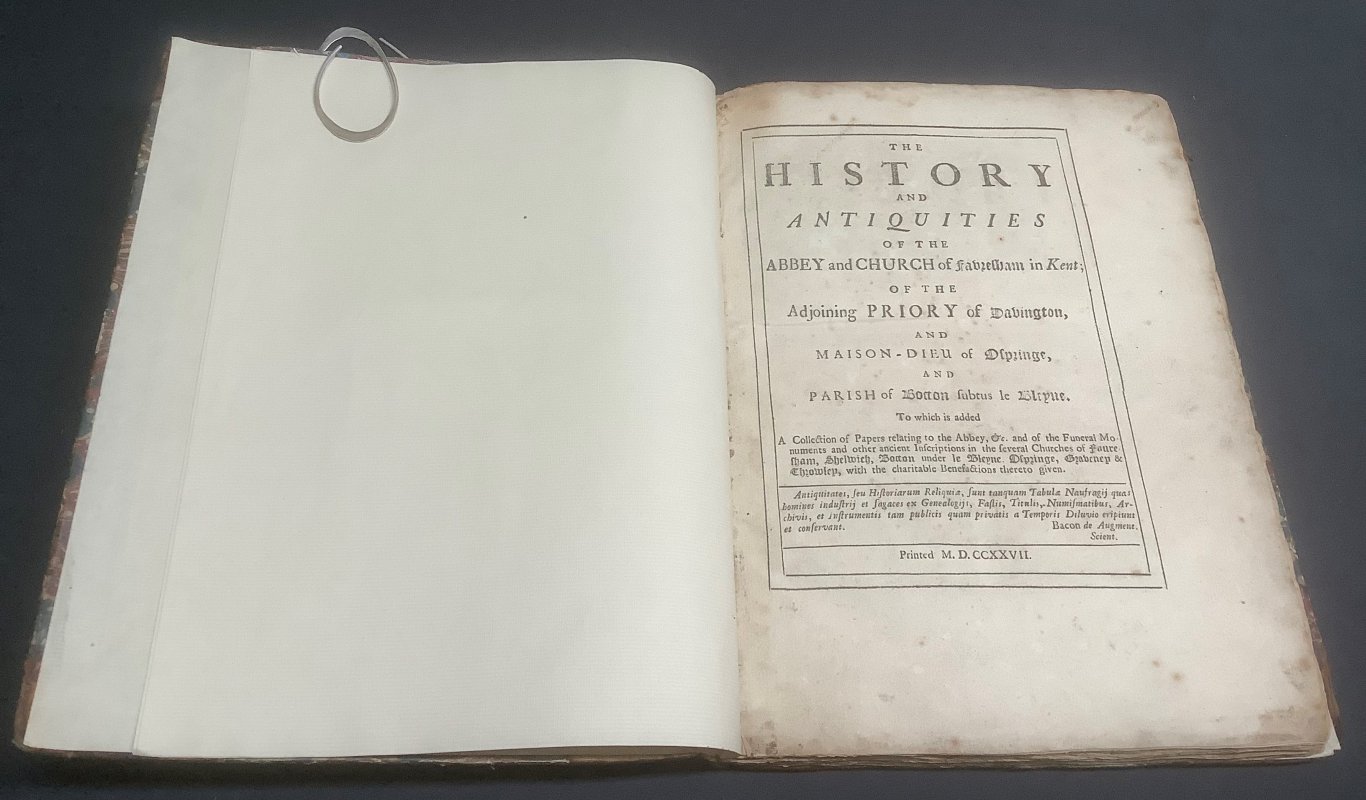 THE
HISTORY
AND
ANTIQUITIES
OF THE
ABBEY and CHURCH of Favreſham in Kent;
OF THE
Adjoining PRIORY of Davington,
AND
MAISON-DIEU of Oſpringe,
AND
PARISH of Bocton ſubtus le Bleyne.
To which is added
A Collection of Papers relating to the Abbey, &c. and of the Funeral Mo-
numents and other ancient Inſcriptions in the ſeveral Churches of Favre-
ſham, Shelwich, Bocton under le Bleyne. Oſpringe, Graveney &
Throwley, with the charitable Benefactions thereto given.
Antiquitates, ſeu Hiſtoriarum Reliquiæ, ſunt tanquam Tabulæ Naufragij quas
homines induſtrij et ſagaces ex Genealogijs, Faſtis, Titulis, Numiſmatibus, Ar-
chivis, et Inſtrumentis tam publicis quam privatis a Temporis Diluvio eripiunt
et conſervant. Bacon de Augment.
Scient.
Printed M. D. CCXXVII.